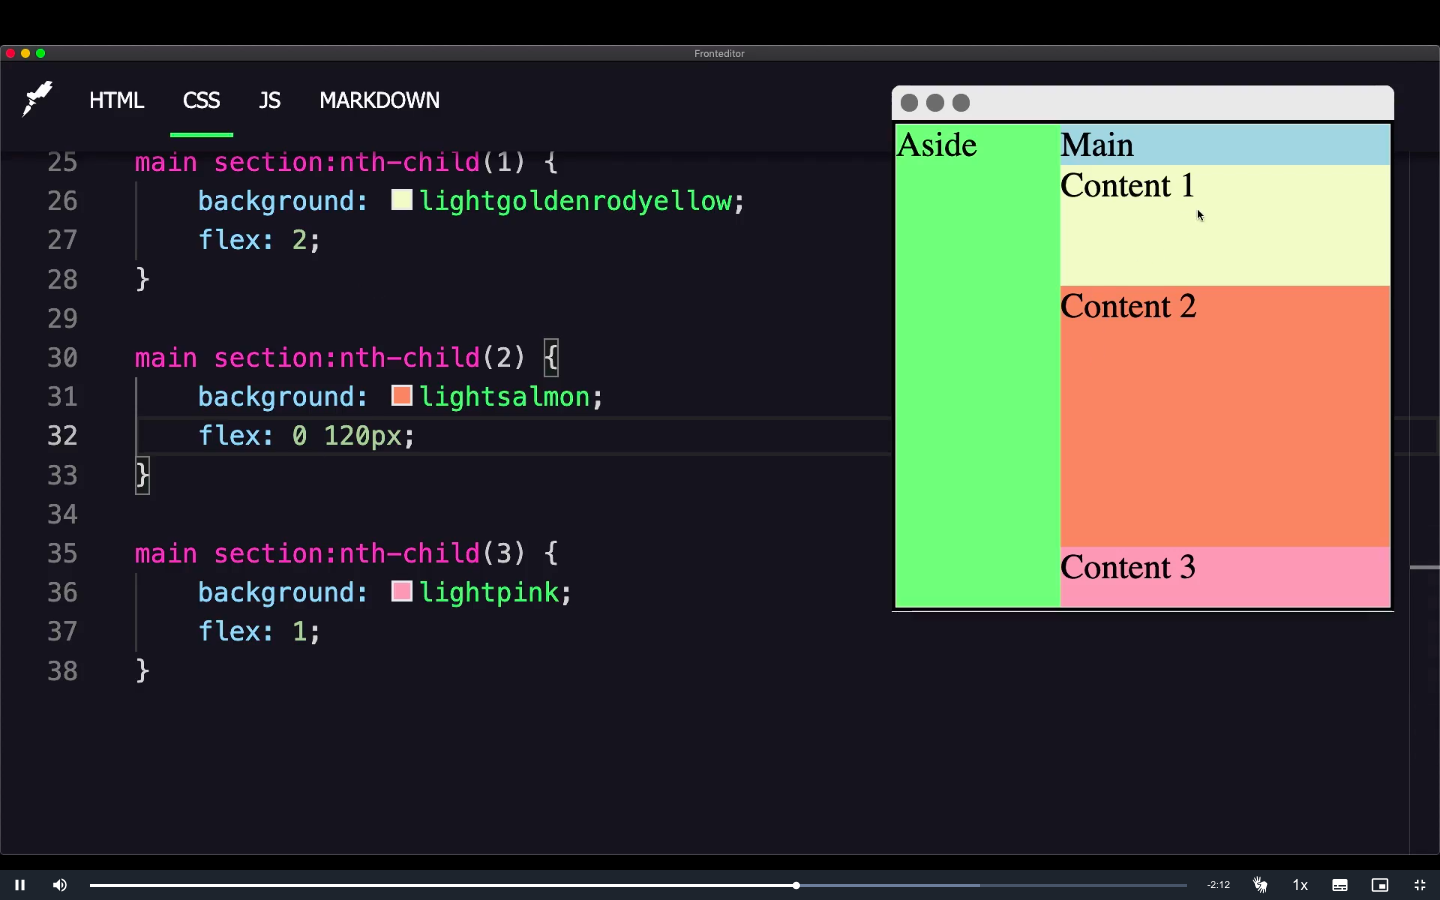 Fronteditor
HTML CSS JS MARKDOWN
25 main section:nth-child(1) {
26 background: lightgoldenrodyellow;
27 flex: 2;
28 }
29
30 main section:nth-child(2) {
31 background: lightsalmon;
32 flex: 0 120px;
33 }
34
35 main section:nth-child(3) {
36 background: lightpink;
37 flex: 1;
38 }
Aside
Main
Content 1
Content 2
Content 3
-2:12 1x